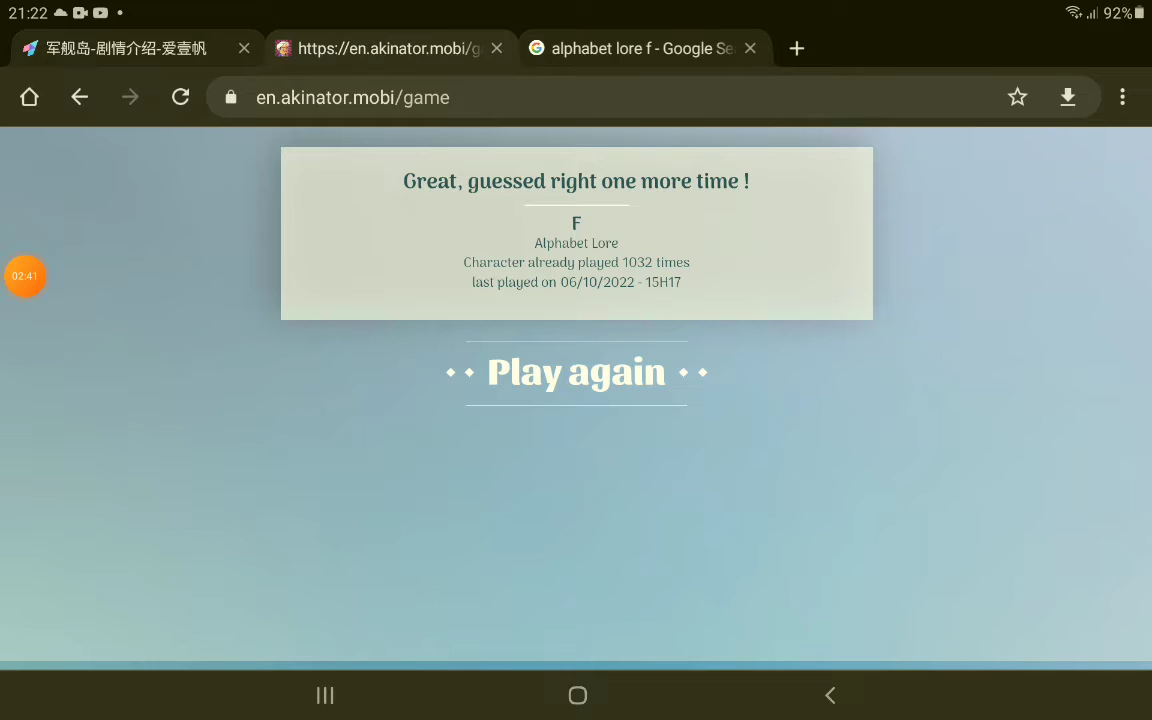 21:22
92%
军舰岛-剧情介绍-爱壹帆
https://en.akinator.mobi/g
alphabet lore f - Google Se
en.akinator.mobi/game
Great, guessed right one more time !
F
Alphabet Lore
Character already played 1032 times
last played on 06/10/2022 - 15H17
02:41
Play again